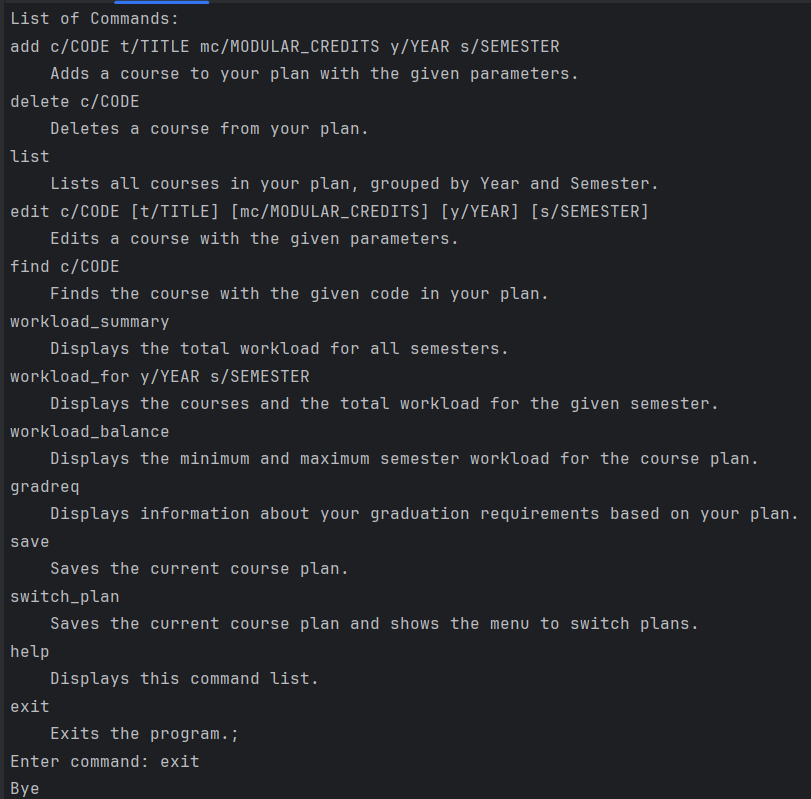 List of Commands:
add c/CODE t/TITLE mc/MODULAR_CREDITS y/YEAR s/SEMESTER
    Adds a course to your plan with the given parameters.
delete c/CODE
    Deletes a course from your plan.
list
    Lists all courses in your plan, grouped by Year and Semester.
edit c/CODE [t/TITLE] [mc/MODULAR_CREDITS] [y/YEAR] [s/SEMESTER]
    Edits a course with the given parameters.
find c/CODE
    Finds the course with the given code in your plan.
workload_summary
    Displays the total workload for all semesters.
workload_for y/YEAR s/SEMESTER
    Displays the courses and the total workload for the given semester.
workload_balance
    Displays the minimum and maximum semester workload for the course plan.
gradreq
    Displays information about your graduation requirements based on your plan.
save
    Saves the current course plan.
switch_plan
    Saves the current course plan and shows the menu to switch plans.
help
    Displays this command list.
exit
    Exits the program.;
Enter command: exit
Bye